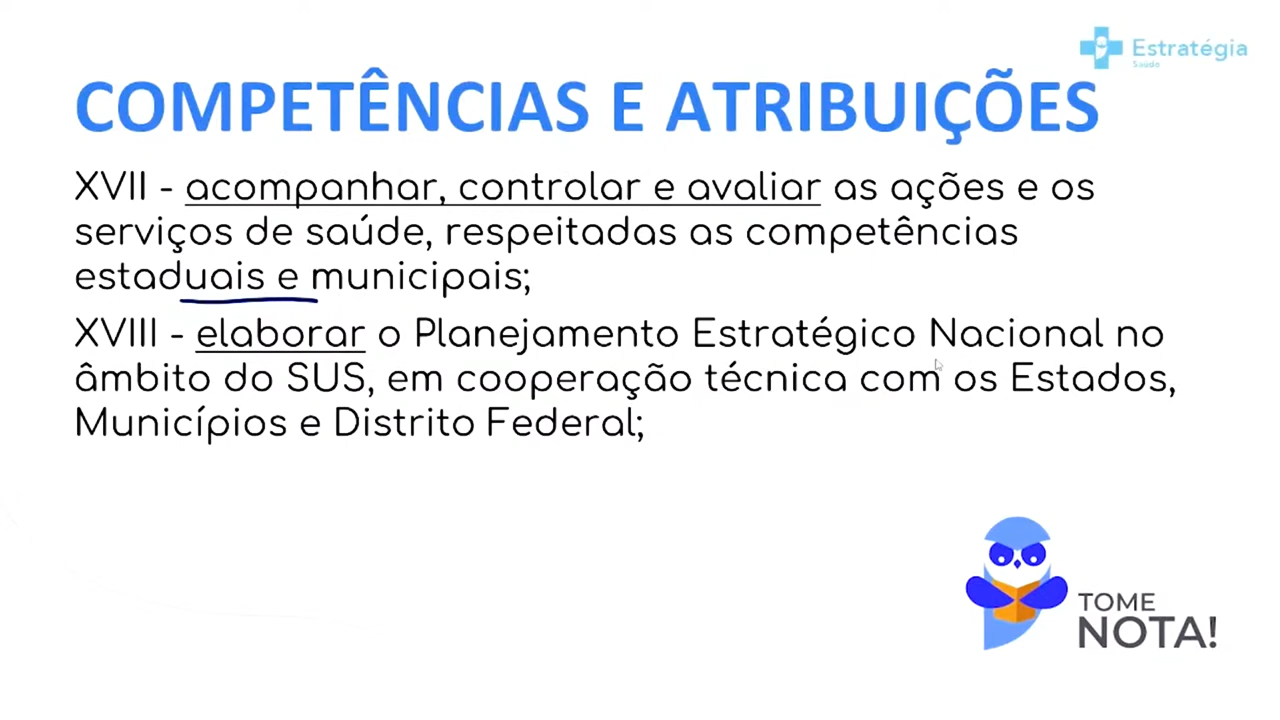 Estratégia
Saúde
COMPETÊNCIAS E ATRIBUIÇÕES
XVII - acompanhar, controlar e avaliar as ações e os
serviços de saúde, respeitadas as competências
estaduais e municipais;
XVIII - elaborar o Planejamento Estratégico Nacional no
âmbito do SUS, em cooperação técnica com os Estados,
Municípios e Distrito Federal;
TOME
NOTA!